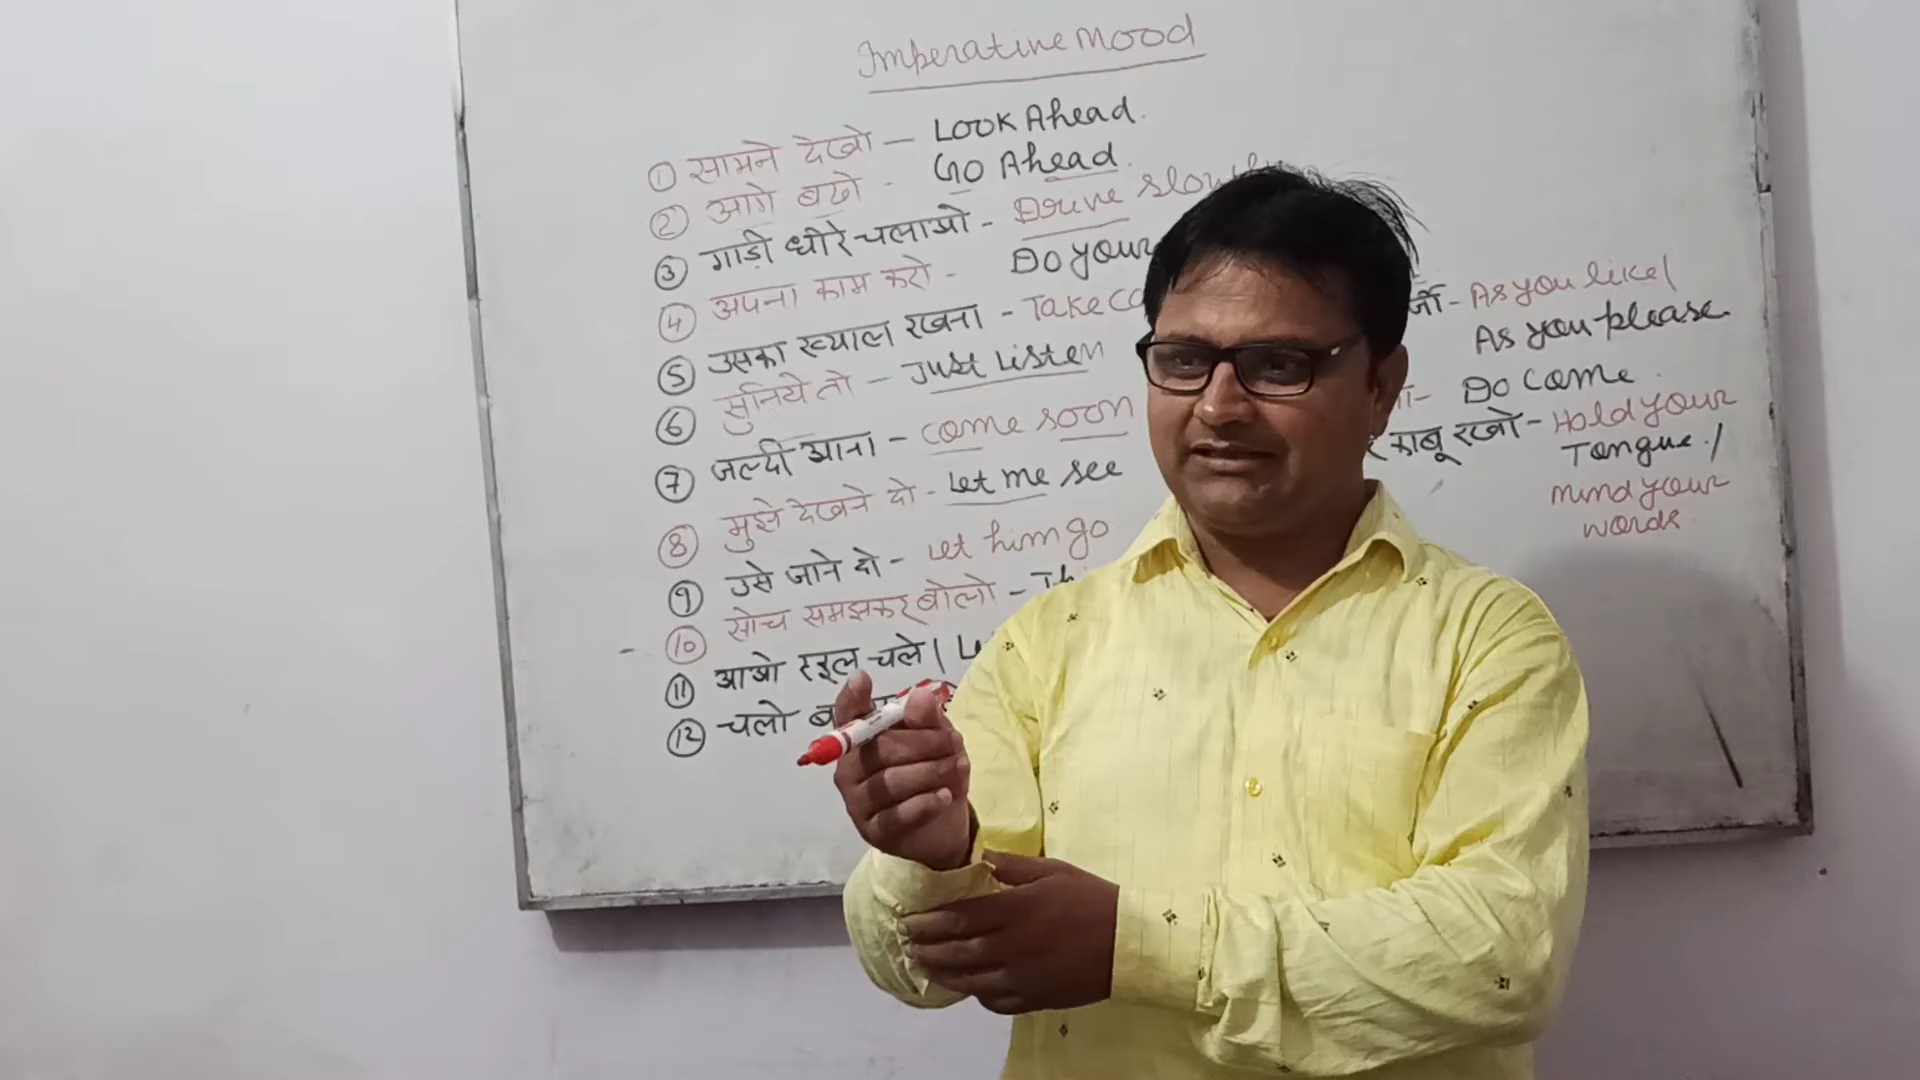 Imperative Mood
① सामने देखो — Look Ahead.
② आगे बढो - Go Ahead.
③ गाड़ी धीरे चलाओ - Drive slowly
④ अपना काम करो - Do your
⑤ उसका ख्याल रखना - Take
⑥ सुनिये तो - Just Listen
⑦ जल्दी आना - come soon
⑧ मुझे देखने दो - Let me see
⑨ उसे जाने दो - Let him go
⑩ सोच समझकर बोलो -
⑪ आओ स्कूल चले |
⑫ चलो
- As you like /
As you please.
- Do come.
काबू रखो - Hold your
Tongue. /
mind your
words.